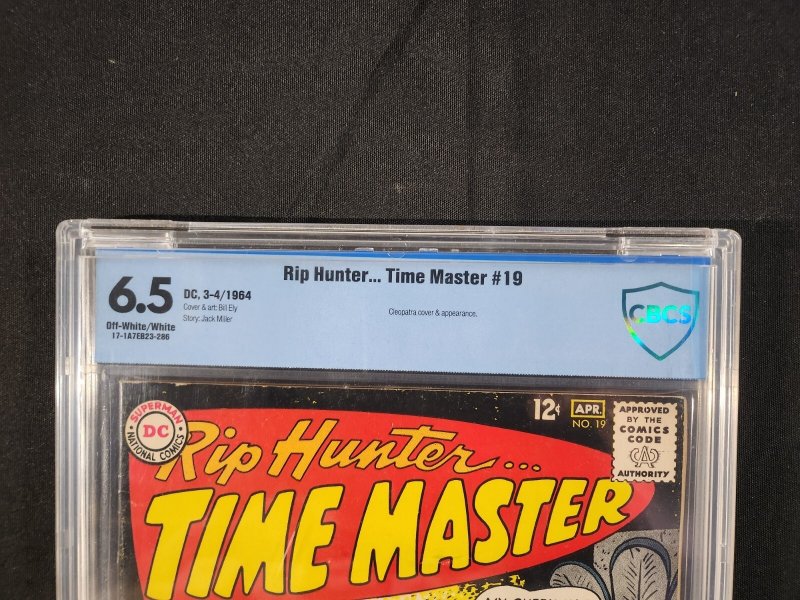 Rip Hunter... Time Master #19
6.5
DC, 3-4/1964
Cover & art: Bill Ely
Story: Jack Miller
Off-White/White
17-1A7EB23-286
Cleopatra cover & appearance.
CBCS
SUPERMAN
DC
NATIONAL COMICS
12¢
APR.
NO. 19
APPROVED
BY THE
COMICS
CODE
CA
AUTHORITY
Rip Hunter...
TIME MASTER